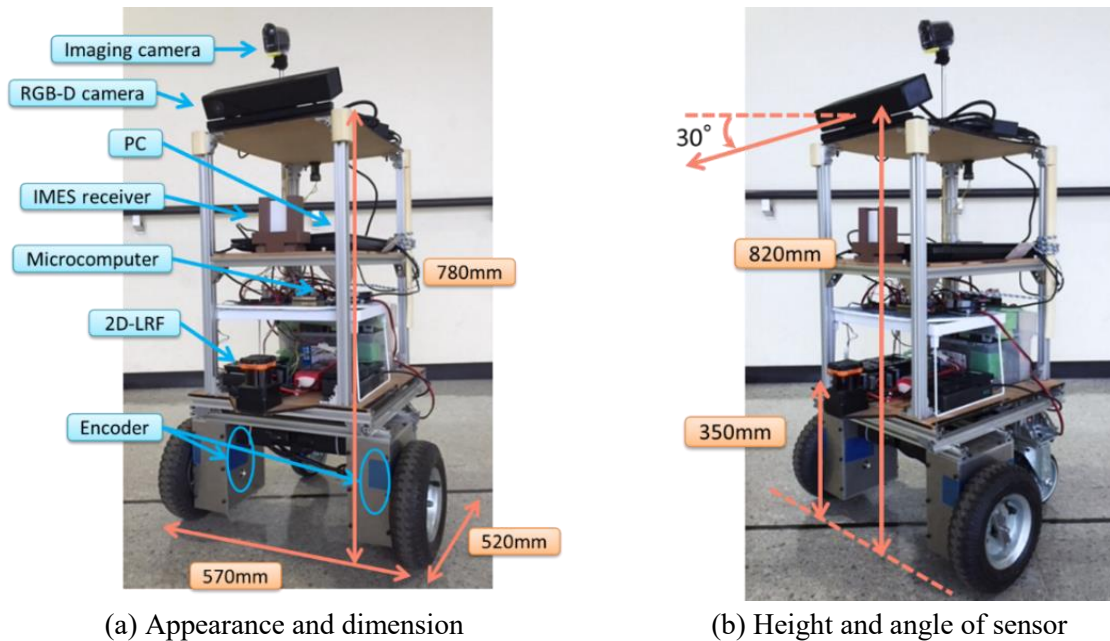 Imaging camera
RGB-D camera
PC
IMES receiver
Microcomputer
2D-LRF
Encoder
780mm
520mm
570mm
30°
820mm
350mm
(a) Appearance and dimension
(b) Height and angle of sensor